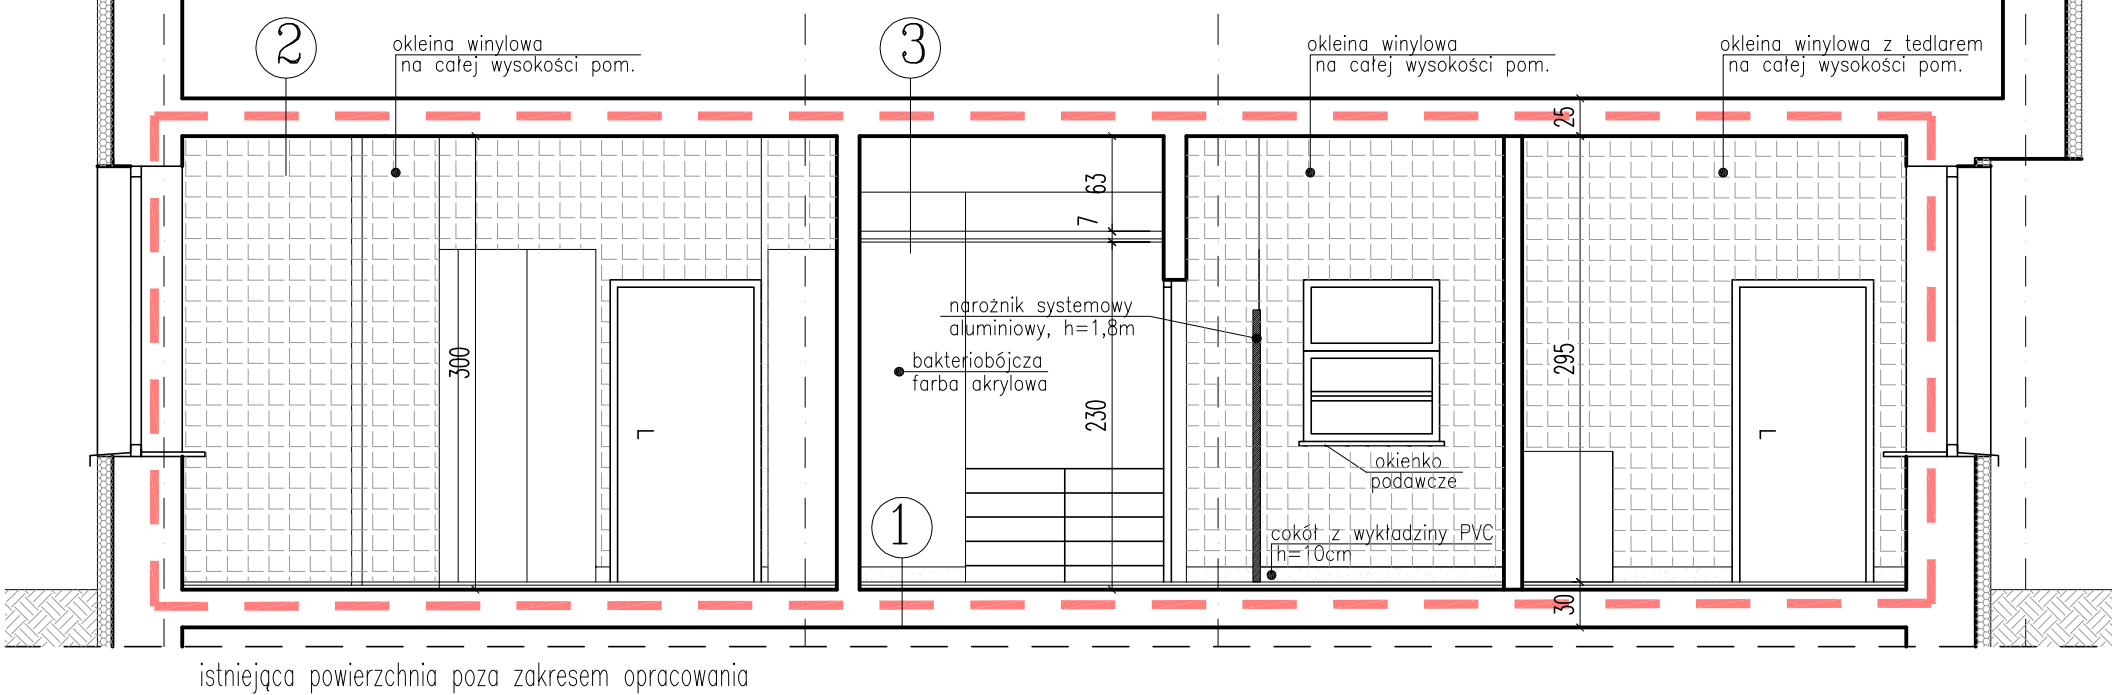 2
okleina winylowa
na całej wysokości pom.
3
okleina winylowa
na całej wysokości pom.
okleina winylowa z tedlarem
na całej wysokości pom.
25
63
7
narożnik systemowy
aluminiowy, h=1,8m
300
295
bakteriobójcza
farba akrylowa
230
okienko
podawcze
1
cokół z wykładziny PVC
h=10cm
30
istniejąca powierzchnia poza zakresem opracowania